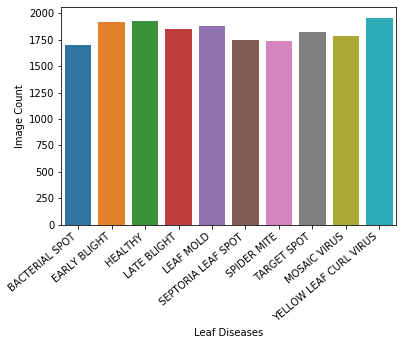 2000
1750
1500
1250
1000
750
500
250
0
Image Count
BACTERIAL SPOT
EARLY BLIGHT
HEALTHY
LATE BLIGHT
LEAF MOLD
SEPTORIA LEAF SPOT
SPIDER MITE
TARGET SPOT
MOSAIC VIRUS
YELLOW LEAF CURL VIRUS
Leaf Diseases